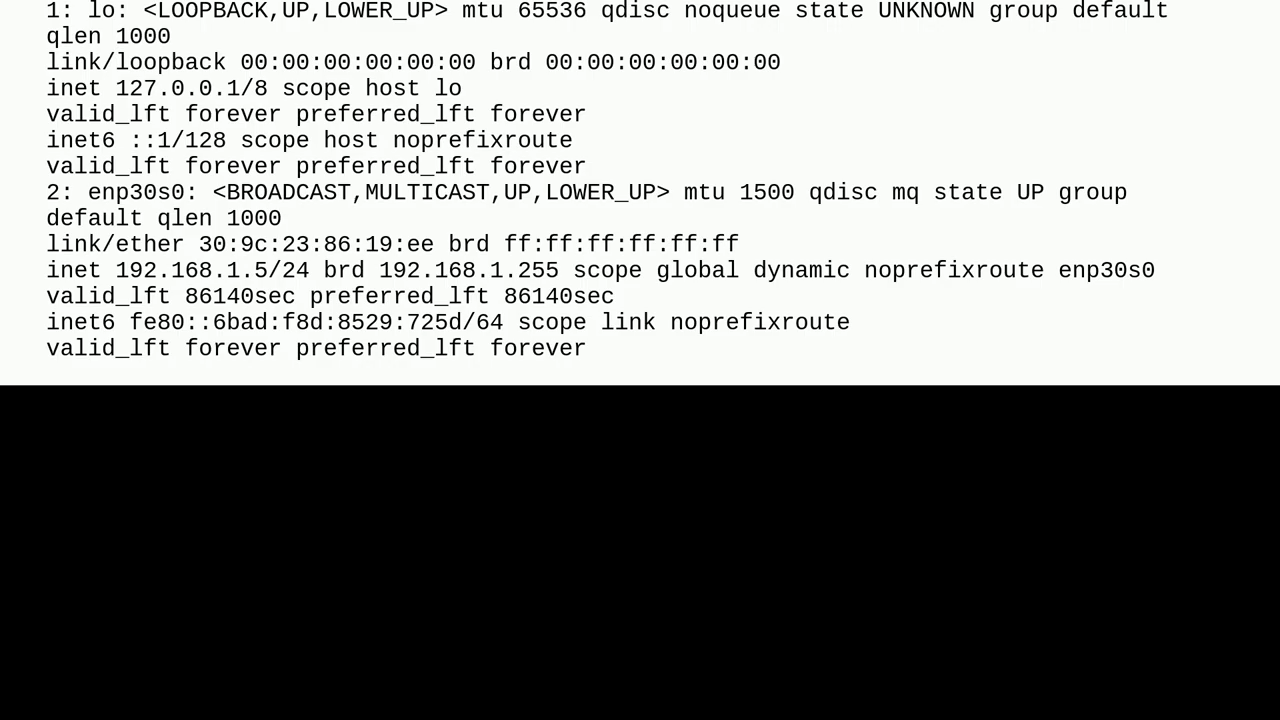 1: lo: <LOOPBACK,UP,LOWER_UP> mtu 65536 qdisc noqueue state UNKNOWN group default
qlen 1000
link/loopback 00:00:00:00:00:00 brd 00:00:00:00:00:00
inet 127.0.0.1/8 scope host lo
valid_lft forever preferred_lft forever
inet6 ::1/128 scope host noprefixroute
valid_lft forever preferred_lft forever
2: enp30s0: <BROADCAST,MULTICAST,UP,LOWER_UP> mtu 1500 qdisc mq state UP group
default qlen 1000
link/ether 30:9c:23:86:19:ee brd ff:ff:ff:ff:ff:ff
inet 192.168.1.5/24 brd 192.168.1.255 scope global dynamic noprefixroute enp30s0
valid_lft 86140sec preferred_lft 86140sec
inet6 fe80::6bad:f8d:8529:725d/64 scope link noprefixroute
valid_lft forever preferred_lft forever